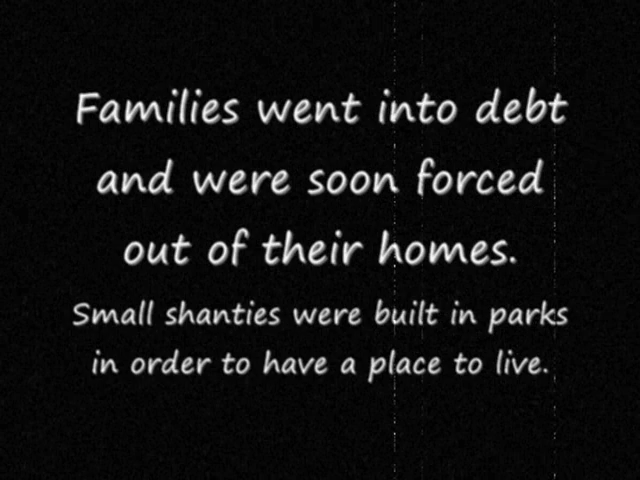 Families went into debt
and were soon forced
out of their homes.
Small shanties were built in parks
in order to have a place to live.